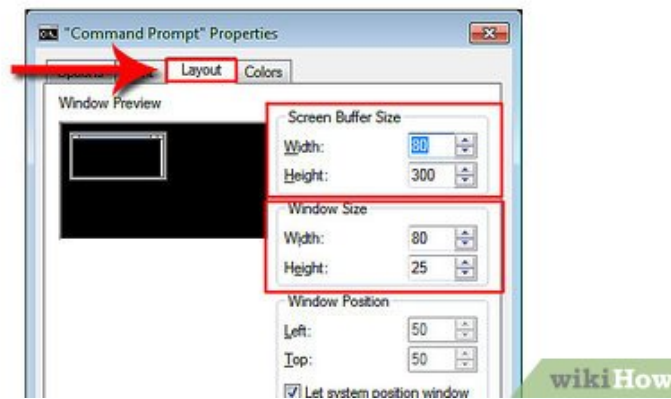 "Command Prompt" Properties
Options Layout Colors
Window Preview
Screen Buffer Size
Width: 80
Height: 300
Window Size
Width: 80
Height: 25
Window Position
Left: 50
Top: 50
Let system position window
wikiHow